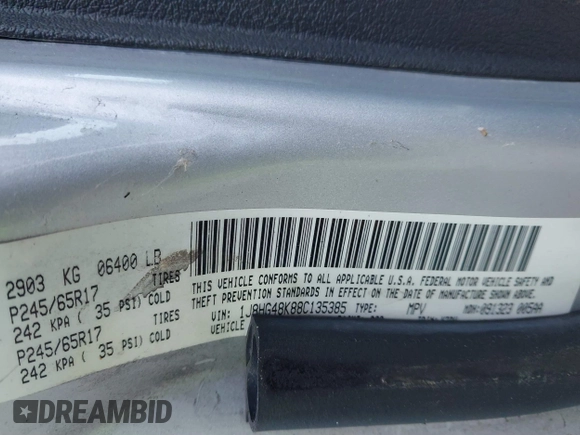 2903 KG 06400 LB
P245/65R17 TIRES
242 KPA ( 35 PSI) COLD
P245/65R17 TIRES
242 KPA ( 35 PSI) COLD
THIS VEHICLE CONFORMS TO ALL APPLICABLE U.S.A. FEDERAL MOTOR VEHICLE SAFETY AND
THEFT PREVENTION STANDARDS IN EFFECT ON THE DATE OF MANUFACTURE SHOWN ABOVE.
VIN: 1J8HG48K88C135385 TYPE: MPV MDH:
DREAMBID